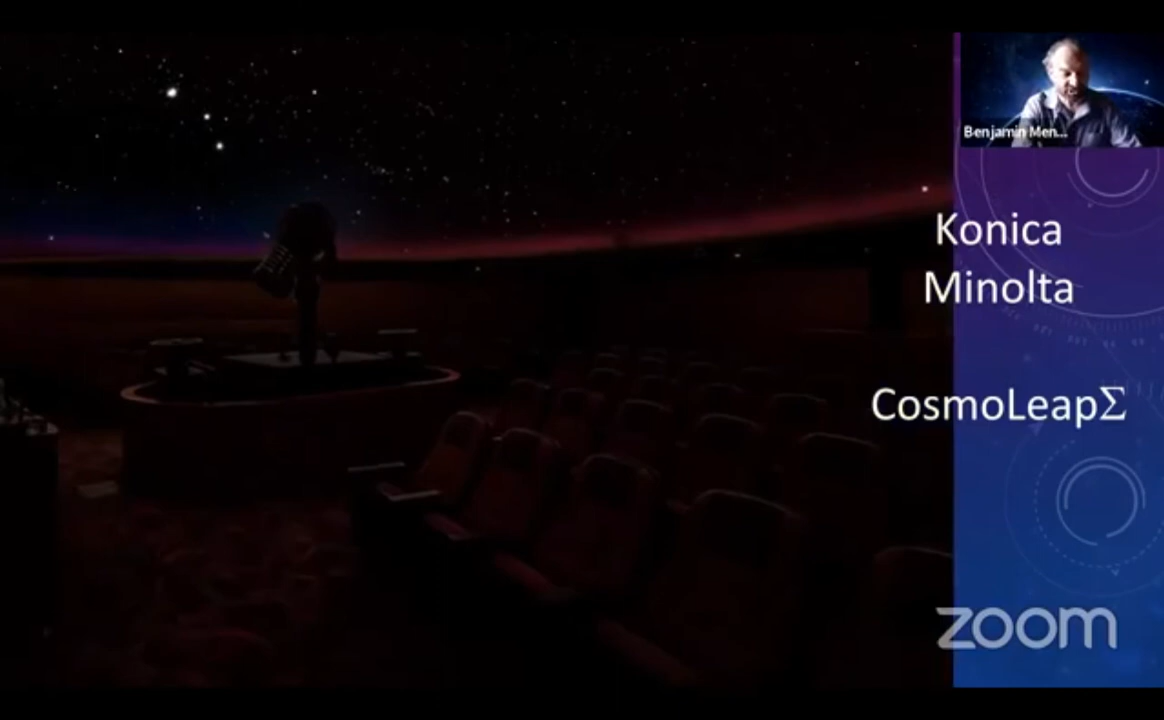 Benjamin Men...
Konica
Minolta
CosmoLeapΣ
zoom